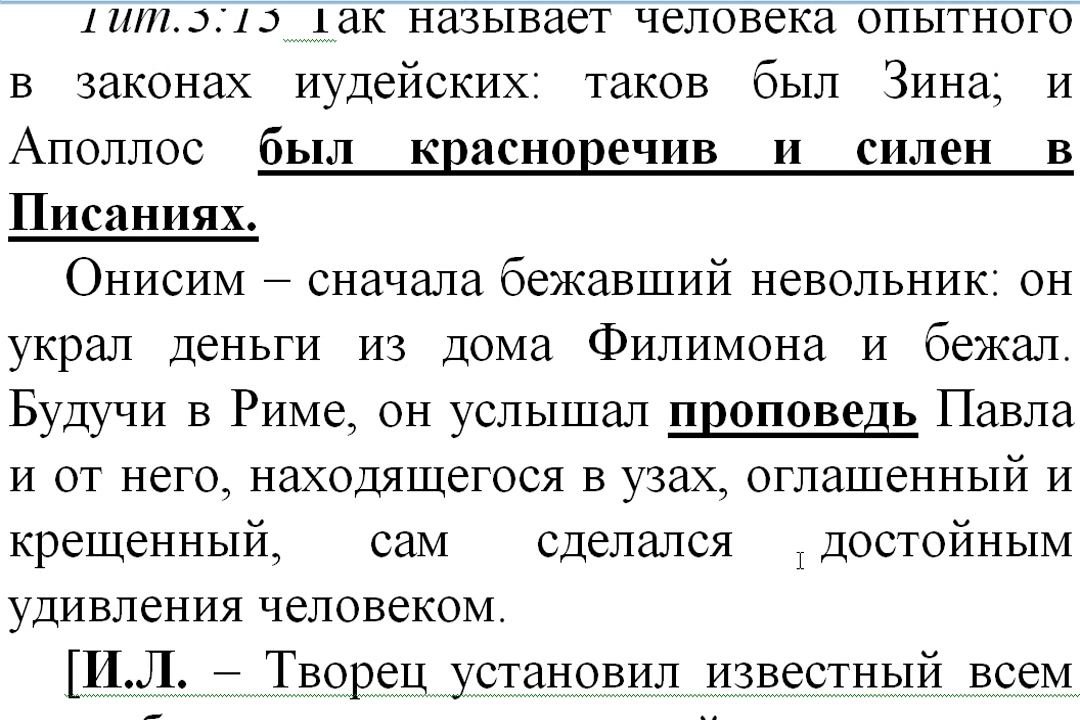 Тит.3:13 Так называет человека опытного
в законах иудейских: таков был Зина; и
Аполлос был красноречив и силен в
Писаниях.
Онисим – сначала бежавший невольник: он
украл деньги из дома Филимона и бежал.
Будучи в Риме, он услышал проповедь Павла
и от него, находящегося в узах, оглашенный и
крещенный, сам сделался достойным
удивления человеком.
[И.Л. – Творец установил известный всем